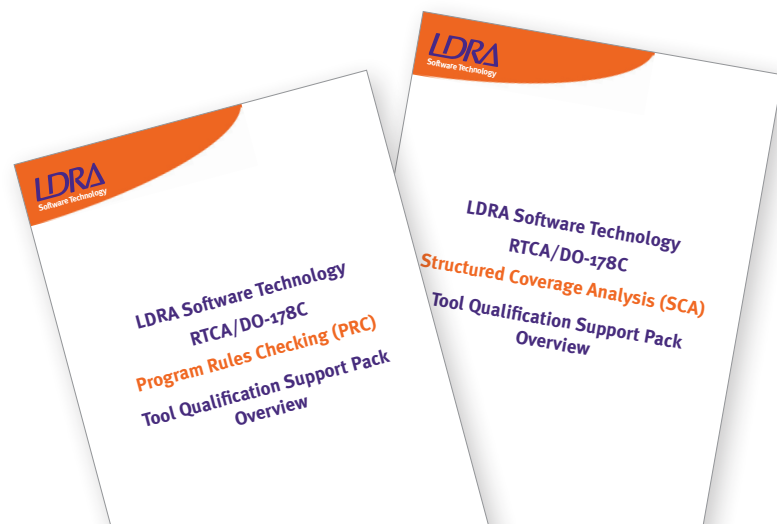 LDRA
Software Technology
LDRA Software Technology
RTCA/DO-178C
Program Rules Checking (PRC)
Tool Qualification Support Pack
Overview
LDRA
Software Technology
LDRA Software Technology
RTCA/DO-178C
Structured Coverage Analysis (SCA)
Tool Qualification Support Pack
Overview